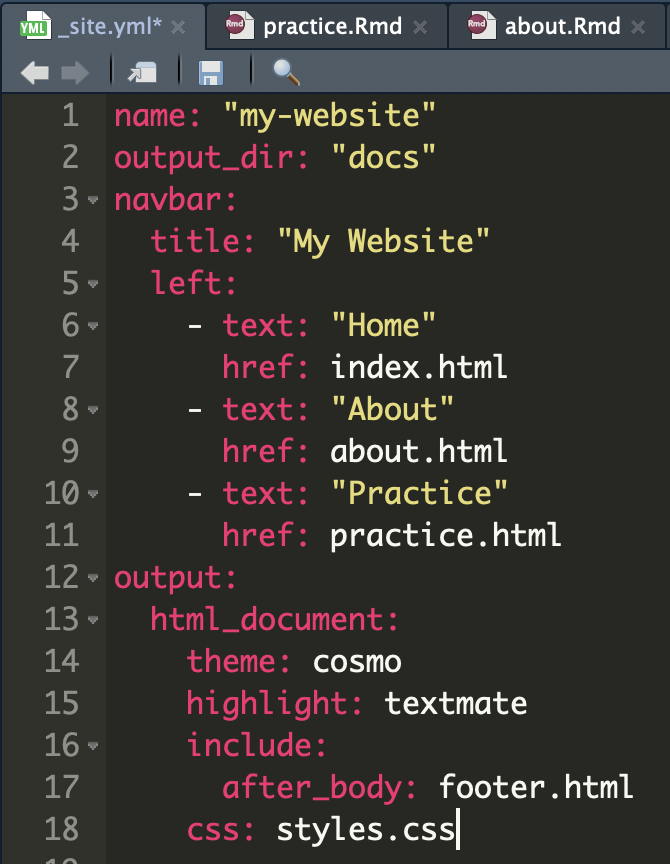 YML _site.yml* × Rmd practice.Rmd × Rmd about.Rmd ×
1 name: "my-website"
2 output_dir: "docs"
3 navbar:
4 title: "My Website"
5 left:
6 - text: "Home"
7 href: index.html
8 - text: "About"
9 href: about.html
10 - text: "Practice"
11 href: practice.html
12 output:
13 html_document:
14 theme: cosmo
15 highlight: textmate
16 include:
17 after_body: footer.html
18 css: styles.css